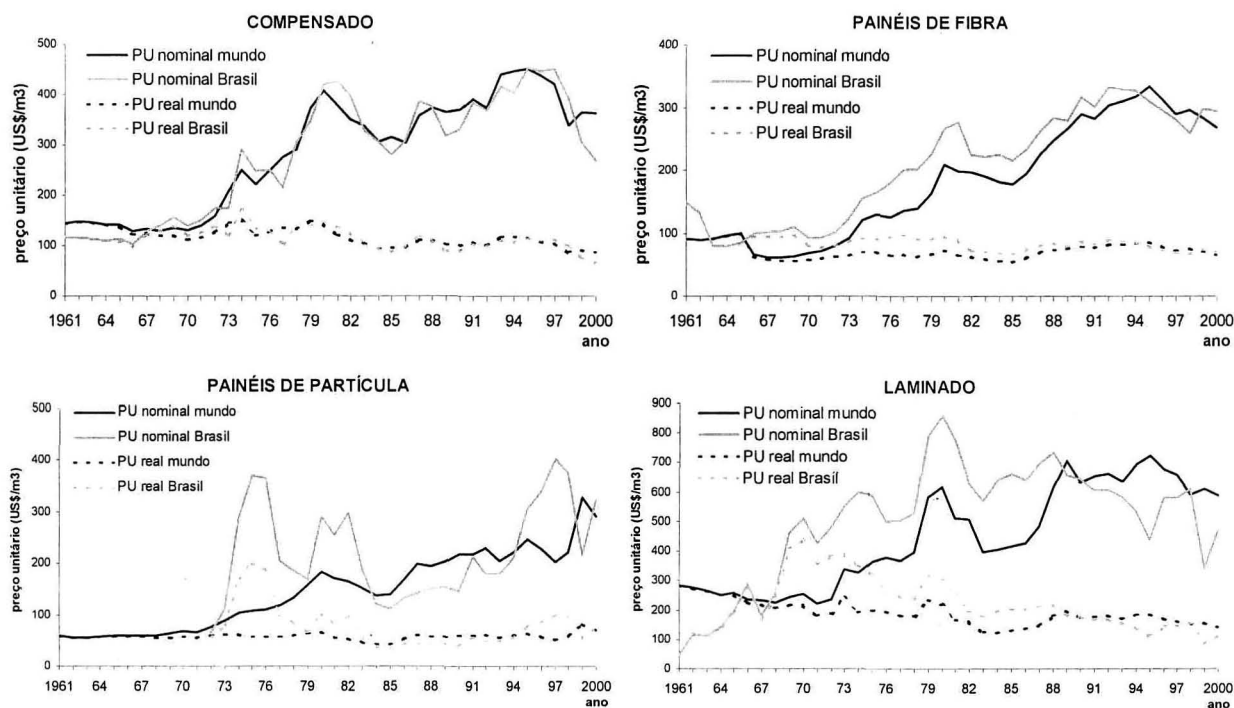 COMPENSADO
500
400
300
200
100
0
preço unitário (US$/m3)
PU nominal mundo
PU nominal Brasil
PU real mundo
PU real Brasil
1961 64 67 70 73 76 79 82 85 88 91 94 97 2000
ano
PAINÉIS DE FIBRA
400
300
200
100
0
preço unitário (US$/m3)
PU nominal mundo
PU nominal Brasil
PU real mundo
PU real Brasil
1961 64 67 70 73 76 79 82 85 88 91 94 97 2000
ano
PAINÉIS DE PARTÍCULA
500
400
300
200
100
0
preço unitário (US$/m3)
PU nominal mundo
PU nominal Brasil
PU real mundo
PU real Brasil
1961 64 67 70 73 76 79 82 85 88 91 94 97 2000
ano
LAMINADO
900
800
700
600
500
400
300
200
100
0
preço unitário (US$/m3)
PU nominal mundo
PU nominal Brasil
PU real mundo
PU real Brasil
1961 64 67 70 73 76 79 82 85 88 91 94 97 2000
ano